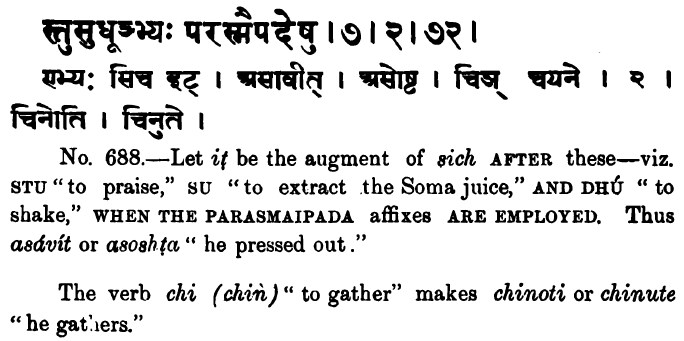 स्तुसुधूञ्भ्यः परस्मैपदेषु । ७ । २ । ७२ ।
एभ्यः सिच इट् । असावीत् । असोष्ट । चिञ् चयने । २ ।
चिनोति । चिनुते ।
No. 688.—Let iṭ be the augment of sich AFTER these—viz.
STU "to praise," SU "to extract the Soma juice," AND DHÚ "to
shake," WHEN THE PARASMAIPADA affixes ARE EMPLOYED. Thus
asávít or asoshṭa "he pressed out."
The verb chi (chiṅ) "to gather" makes chinoti or chinute
"he gathers."